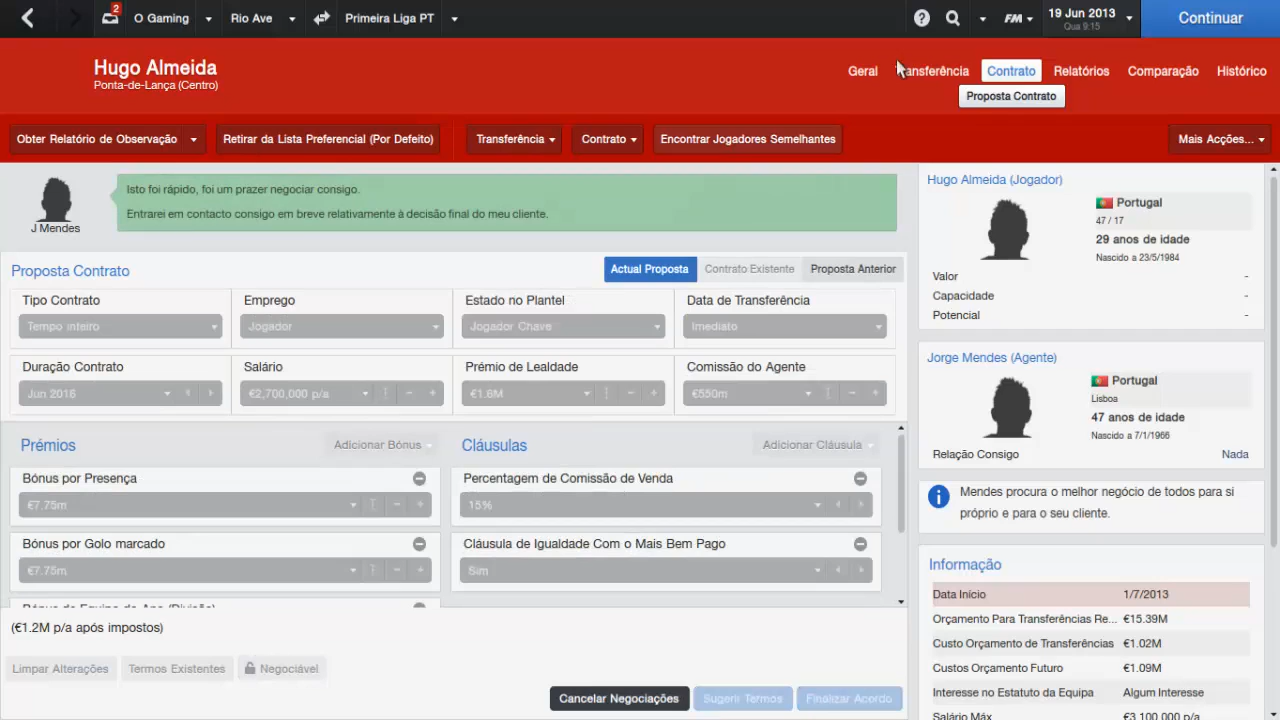 2
O Gaming
Rio Ave
Primeira Liga PT
FM
19 Jun 2013
Qua 9:15
Continuar
Hugo Almeida
Ponta-de-Lança (Centro)
Geral
ransferência
Contrato
Relatórios
Comparação
Histórico
Proposta Contrato
Obter Relatório de Observação
Retirar da Lista Preferencial (Por Defeito)
Transferência
Contrato
Encontrar Jogadores Semelhantes
Mais Acções...
J Mendes
Isto foi rápido, foi um prazer negociar consigo.
Entrarei em contacto consigo em breve relativamente à decisão final do meu cliente.
Proposta Contrato
Actual Proposta
Contrato Existente
Proposta Anterior
Tipo Contrato
Emprego
Estado no Plantel
Data de Transferência
Tempo inteiro
Jogador
Jogador Chave
Imediato
Duração Contrato
Salário
Prémio de Lealdade
Comissão do Agente
Jun 2016
€2,700,000 p/a
€1.6M
€550m
Prémios
Adicionar Bónus
Cláusulas
Adicionar Cláusula
Bónus por Presença
€7.75m
Percentagem de Comissão de Venda
15%
Bónus por Golo marcado
€7.75m
Cláusula de Igualdade Com o Mais Bem Pago
Sim
Bónus de Equipa do Ano (Divisão)
(€1.2M p/a após impostos)
Limpar Alterações
Termos Existentes
Negociável
Cancelar Negociações
Sugerir Termos
Finalizar Acordo
Hugo Almeida (Jogador)
Portugal
47 / 17
29 anos de idade
Nascido a 23/5/1984
Valor -
Capacidade -
Potencial -
Jorge Mendes (Agente)
Portugal
Lisboa
47 anos de idade
Nascido a 7/1/1966
Relação Consigo Nada
Mendes procura o melhor negócio de todos para si
próprio e para o seu cliente.
Informação
Data Início 1/7/2013
Orçamento Para Transferências Re... €15.39M
Custo Orçamento de Transferências €1.02M
Custos Orçamento Futuro €1.09M
Interesse no Estatuto da Equipa Algum Interesse
Salário Máx €3,100,000 p/a